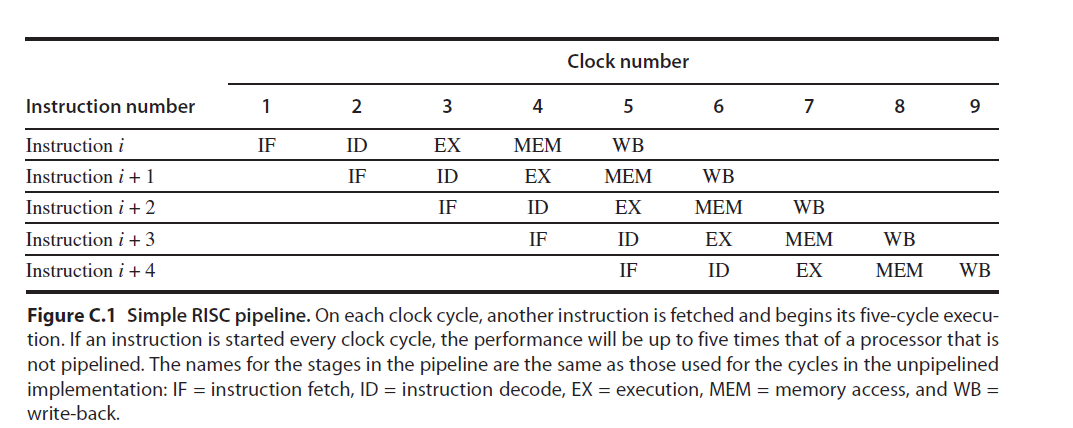 Clock number
Instruction number 1 2 3 4 5 6 7 8 9
Instruction i IF ID EX MEM WB
Instruction i + 1 IF ID EX MEM WB
Instruction i + 2 IF ID EX MEM WB
Instruction i + 3 IF ID EX MEM WB
Instruction i + 4 IF ID EX MEM WB
Figure C.1 Simple RISC pipeline. On each clock cycle, another instruction is fetched and begins its five-cycle execu-
tion. If an instruction is started every clock cycle, the performance will be up to five times that of a processor that is
not pipelined. The names for the stages in the pipeline are the same as those used for the cycles in the unpipelined
implementation: IF = instruction fetch, ID = instruction decode, EX = execution, MEM = memory access, and WB =
write-back.